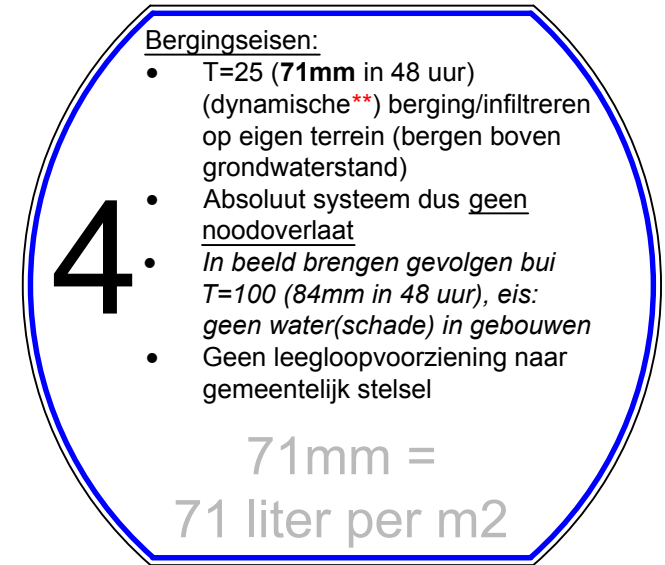 Bergingseisen:
• T=25 (71mm in 48 uur)
(dynamische**) berging/infiltreren
op eigen terrein (bergen boven
grondwaterstand)
• Absoluut systeem dus geen
noodoverlaat
• In beeld brengen gevolgen bui
T=100 (84mm in 48 uur), eis:
geen water(schade) in gebouwen
• Geen leegloopvoorziening naar
gemeentelijk stelsel
4
71mm =
71 liter per m2